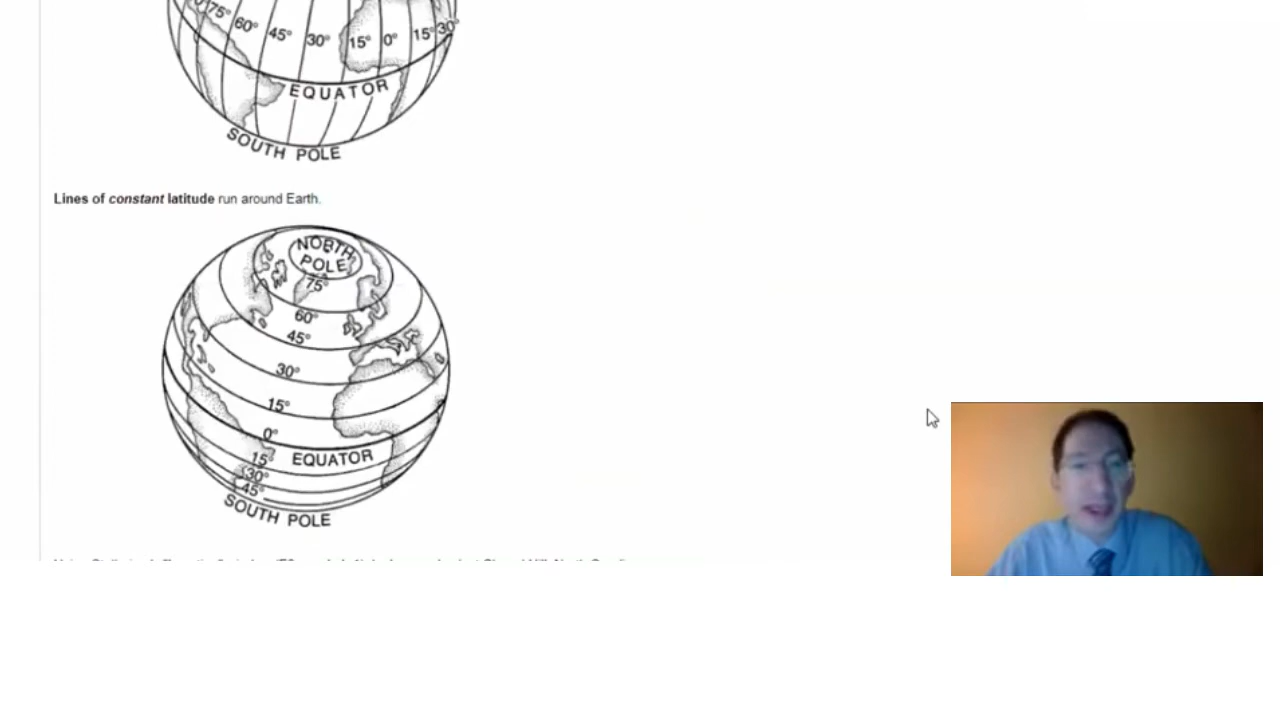 75° 60° 45° 30° 15° 0° 15° 30°
EQUATOR
SOUTH POLE
Lines of constant latitude run around Earth.
NORTH
POLE
75°
60°
45°
30°
15°
0°
15° EQUATOR
30°
45°
SOUTH POLE